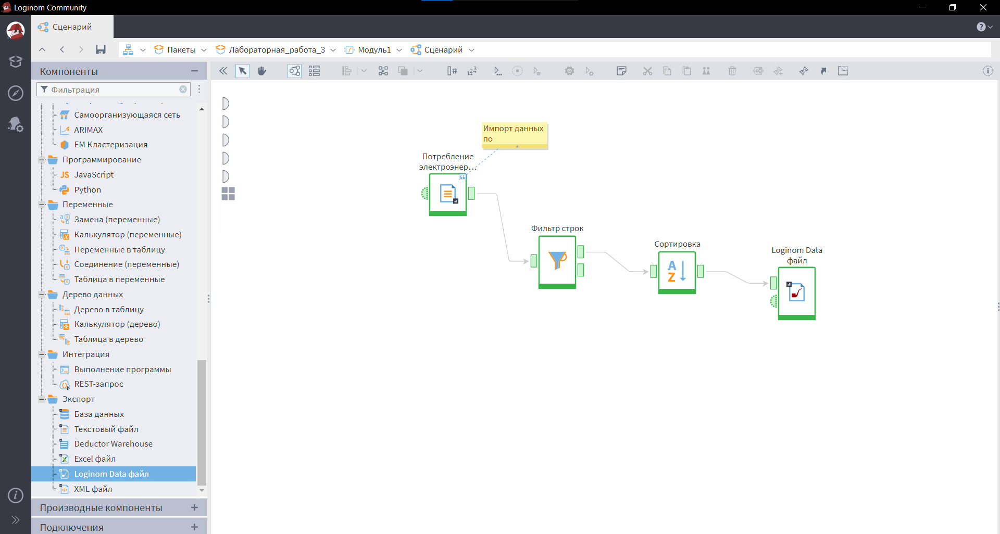 Loginom Community
Сценарий
Пакеты
Лабораторная_работа_3
Модуль1
Сценарий
Компоненты
Фильтрация
Самоорганизующаяся сеть
ARIMAX
EM Кластеризация
Программирование
JS JavaScript
Python
Переменные
Замена (переменные)
Калькулятор (переменные)
Переменные в таблицу
Соединение (переменные)
Таблица в переменные
Дерево данных
Дерево в таблицу
Калькулятор (дерево)
Таблица в дерево
Интеграция
Выполнение программы
REST-запрос
Экспорт
База данных
Текстовый файл
Deductor Warehouse
Excel файл
Loginom Data файл
XML файл
Производные компоненты
Подключения
Импорт данных
по
Потребление
электроэнер...
Фильтр строк
Сортировка
A
Z
Loginom Data
файл